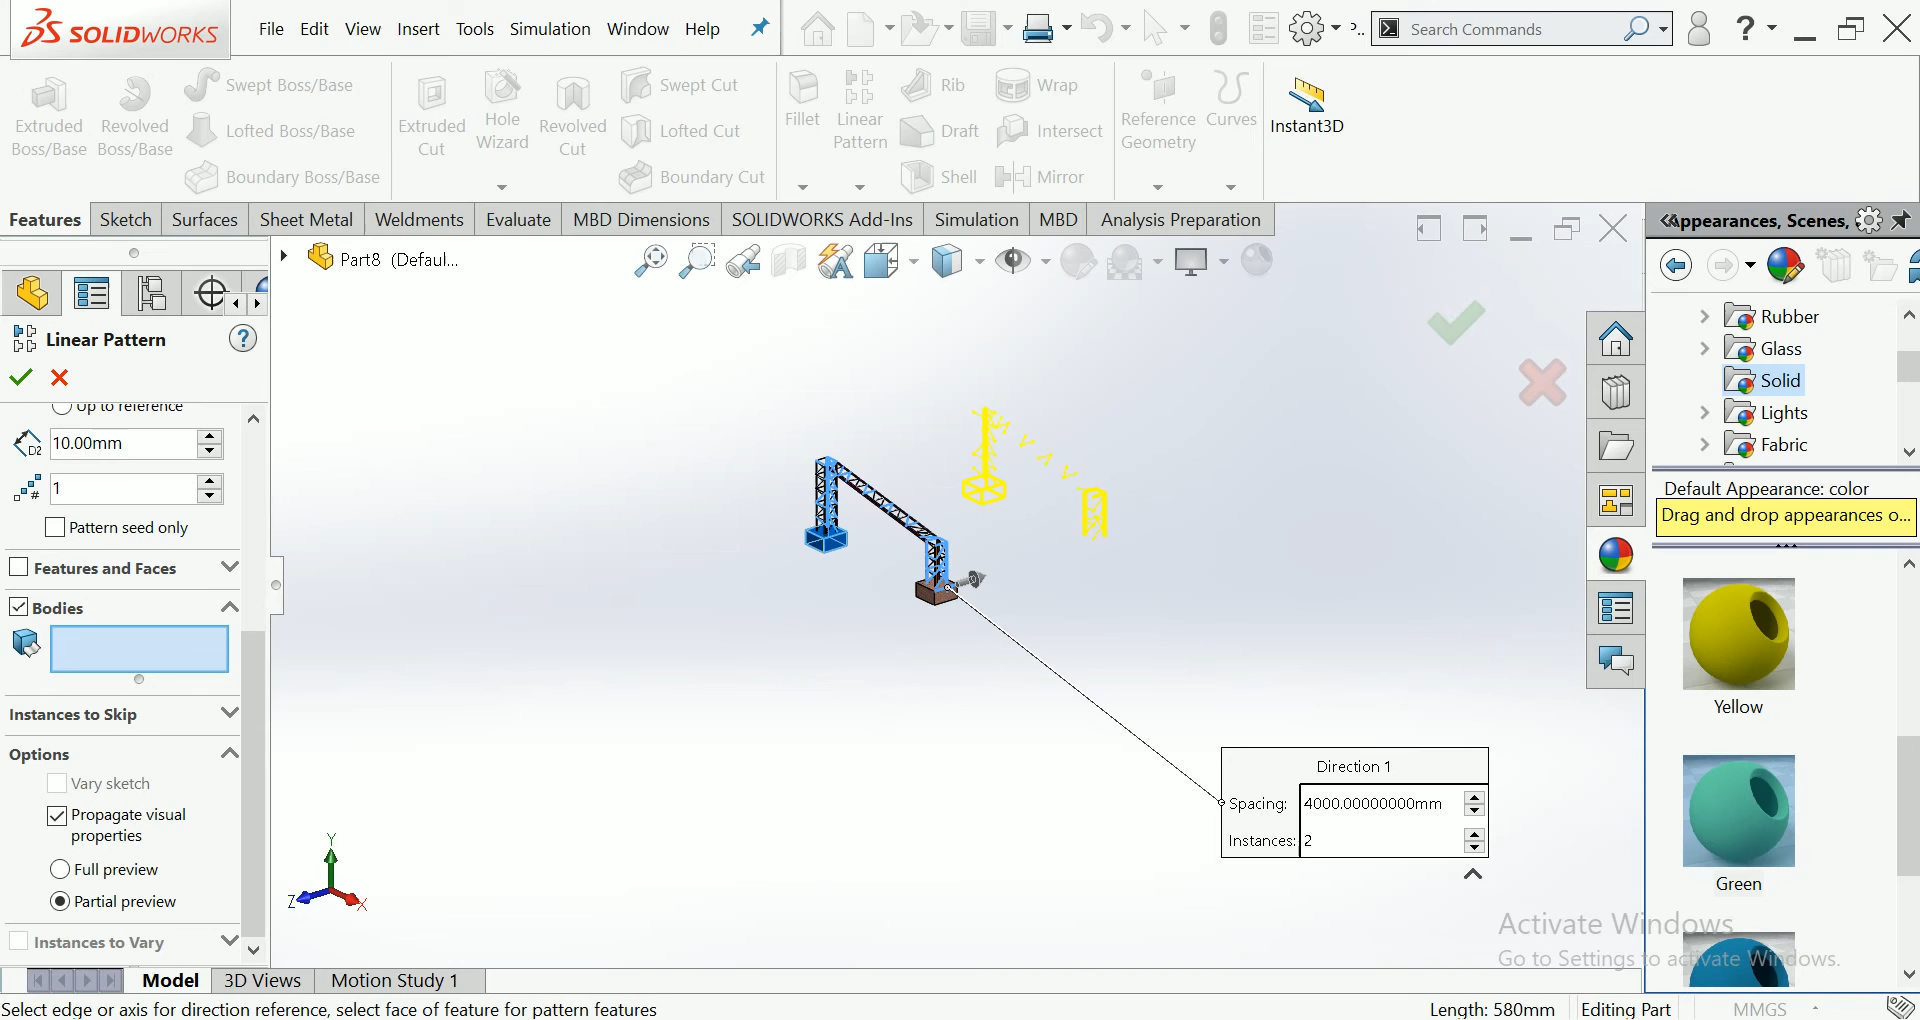 SOLIDWORKS
File Edit View Insert Tools Simulation Window Help
P..
Search Commands
Extruded Boss/Base
Revolved Boss/Base
Swept Boss/Base
Lofted Boss/Base
Boundary Boss/Base
Extruded Cut
Hole Wizard
Revolved Cut
Swept Cut
Lofted Cut
Boundary Cut
Fillet
Linear Pattern
Rib
Draft
Shell
Wrap
Intersect
Mirror
Reference Geometry
Curves
Instant3D
Features Sketch Surfaces Sheet Metal Weldments Evaluate MBD Dimensions SOLIDWORKS Add-Ins Simulation MBD Analysis Preparation
Part8 (Defaul...
Linear Pattern
Up to reference
D2 10.00mm
# 1
Pattern seed only
Features and Faces
Bodies
Instances to Skip
Options
Vary sketch
Propagate visual
properties
Full preview
Partial preview
Instances to Vary
Y
Z
X
Direction 1
Spacing: 4000.00000000mm
Instances: 2
Appearances, Scenes,
Rubber
Glass
Solid
Lights
Fabric
Default Appearance: color
Drag and drop appearances o...
Yellow
Green
Activate Windows
Go to Settings to activate Windows.
Model 3D Views Motion Study 1
Select edge or axis for direction reference, select face of feature for pattern features
Length: 580mm Editing Part MMGS